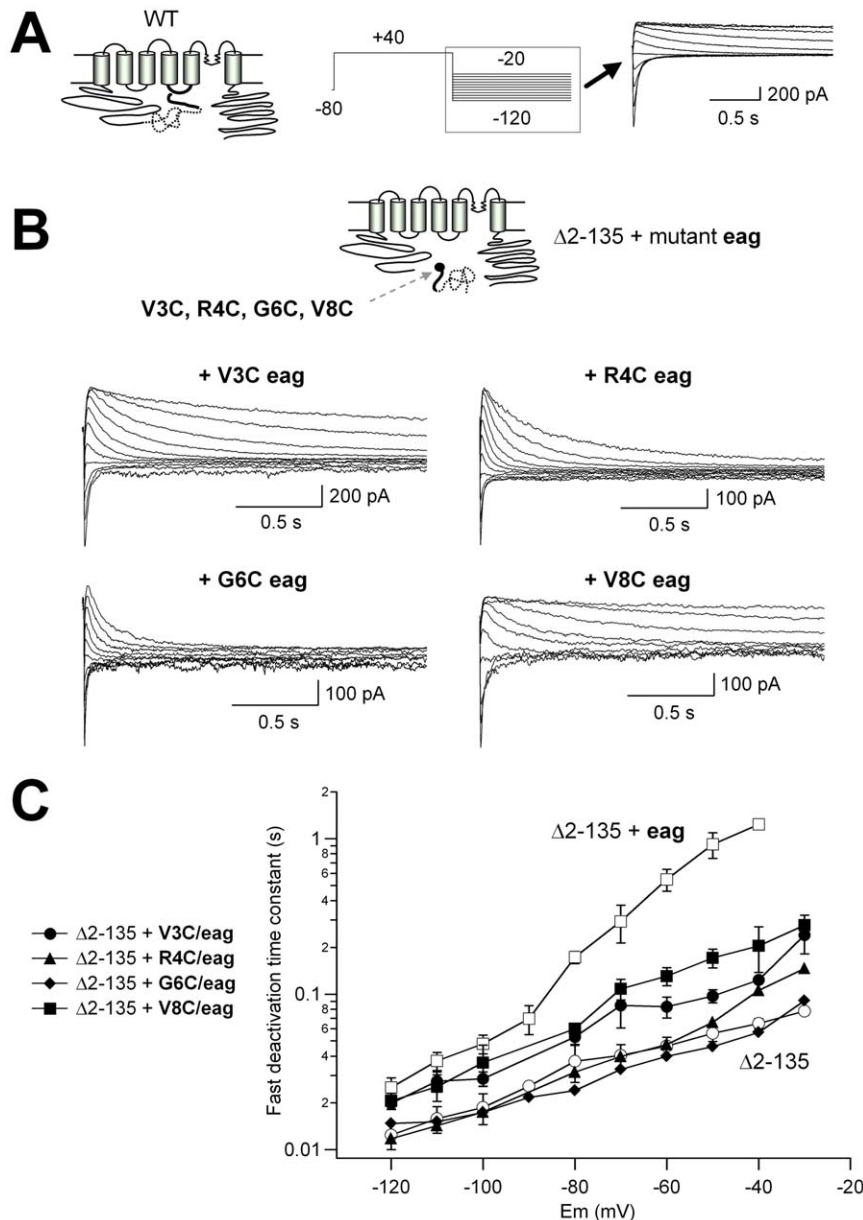 A
WT
+40
-80
-20
-120
200 pA
0.5 s
B
Δ2-135 + mutant eag
V3C, R4C, G6C, V8C
+ V3C eag
200 pA
0.5 s
+ R4C eag
100 pA
0.5 s
+ G6C eag
100 pA
0.5 s
+ V8C eag
100 pA
0.5 s
C
Δ2-135 + V3C/eag
Δ2-135 + R4C/eag
Δ2-135 + G6C/eag
Δ2-135 + V8C/eag
Fast deactivation time constant (s)
2
1
8
6
4
2
0.1
8
6
4
2
0.01
Δ2-135 + eag
Δ2-135
-120
-100
-80
-60
-40
-20
Em (mV)